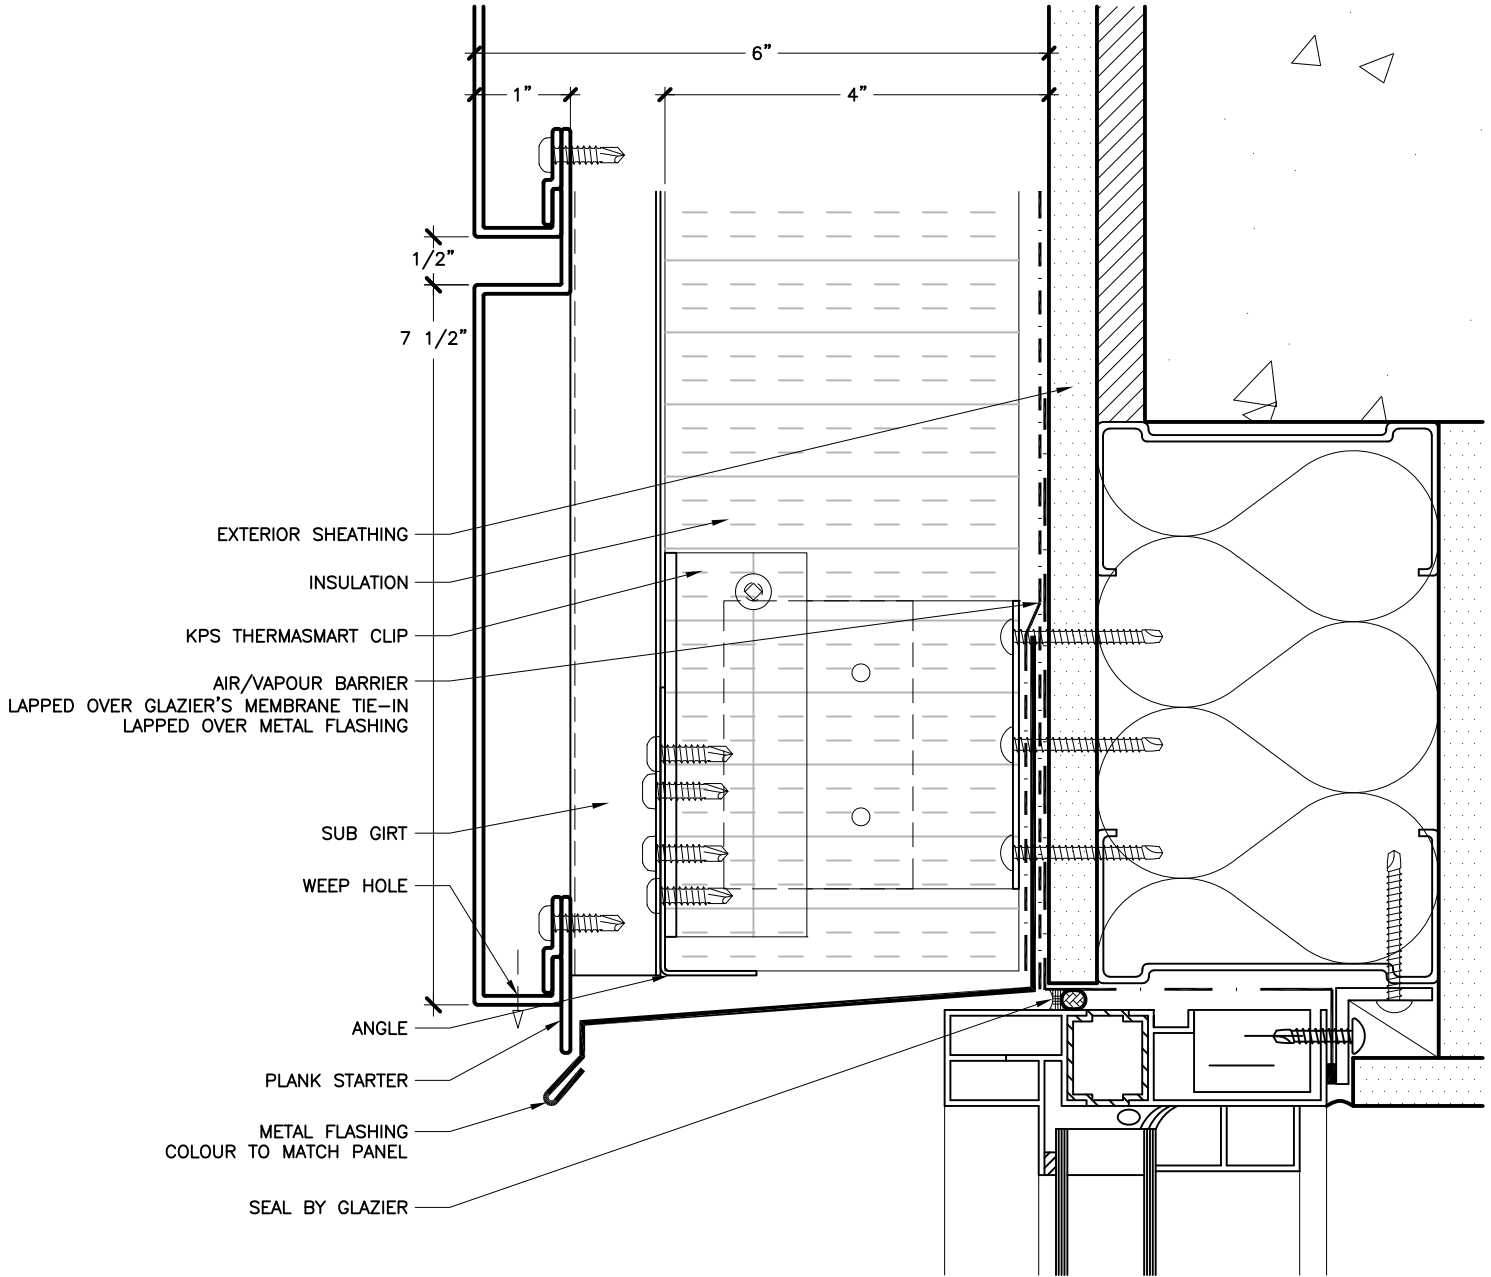 6”
1”
4”
1/2”
7 1/2”
EXTERIOR SHEATHING
INSULATION
KPS THERMASMART CLIP
AIR/VAPOUR BARRIER
LAPPED OVER GLAZIER’S MEMBRANE TIE–IN
LAPPED OVER METAL FLASHING
SUB GIRT
WEEP HOLE
ANGLE
PLANK STARTER
METAL FLASHING
COLOUR TO MATCH PANEL
SEAL BY GLAZIER